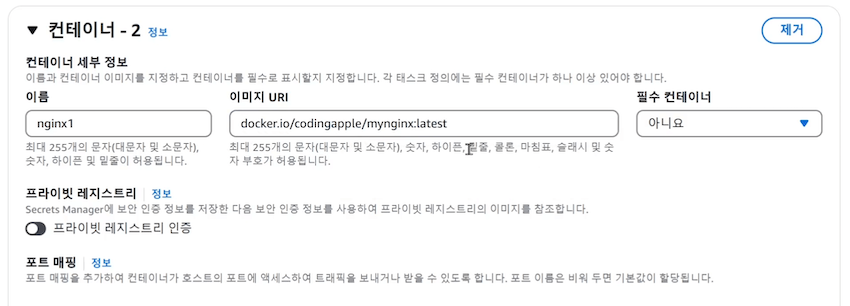 ▼ 컨테이너 - 2 정보 제거
컨테이너 세부 정보
이름과 컨테이너 이미지를 지정하고 컨테이너를 필수로 표시할지 지정합니다. 각 태스크 정의에는 필수 컨테이너가 하나 이상 있어야 합니다.
이름 이미지 URI 필수 컨테이너
nginx1 docker.io/codingapple/mynginx:latest 아니요
최대 255개의 문자(대문자 및 소문자), 최대 255개의 문자(대문자 및 소문자), 숫자, 하이픈, 밑줄, 콜론, 마침표, 슬래시 및 숫
숫자, 하이픈 및 밑줄이 허용됩니다. 자 부호가 허용됩니다.
프라이빗 레지스트리 정보
Secrets Manager에 보안 인증 정보를 저장한 다음 보안 인증 정보를 사용하여 프라이빗 레지스트리의 이미지를 참조합니다.
프라이빗 레지스트리 인증
포트 매핑 정보
포트 매핑을 추가하여 컨테이너가 호스트의 포트에 액세스하여 트래픽을 보내거나 받을 수 있도록 합니다. 포트 이름은 비워 두면 기본값이 할당됩니다.